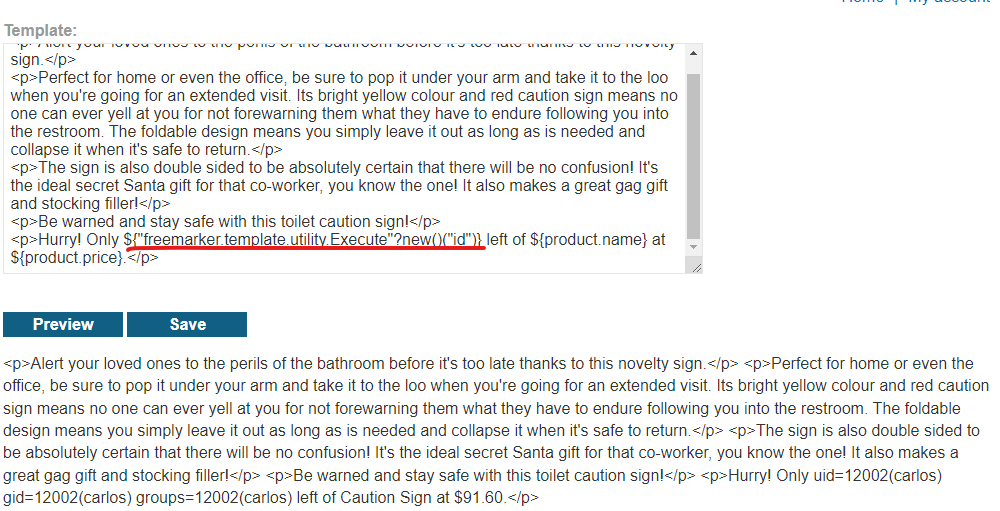 Home | My account
Template:
<p>Alert your loved ones to the perils of the bathroom before it's too late thanks to this novelty
sign.</p>
<p>Perfect for home or even the office, be sure to pop it under your arm and take it to the loo
when you're going for an extended visit. Its bright yellow colour and red caution sign means no
one can ever yell at you for not forewarning them what they have to endure following you into
the restroom. The foldable design means you simply leave it out as long as is needed and
collapse it when it's safe to return.</p>
<p>The sign is also double sided to be absolutely certain that there will be no confusion! It's
the ideal secret Santa gift for that co-worker, you know the one! It also makes a great gag gift
and stocking filler!</p>
<p>Be warned and stay safe with this toilet caution sign!</p>
<p>Hurry! Only ${"freemarker.template.utility.Execute"?new()("id")} left of ${product.name} at
${product.price}.</p>
Preview Save
<p>Alert your loved ones to the perils of the bathroom before it's too late thanks to this novelty sign.</p> <p>Perfect for home or even the
office, be sure to pop it under your arm and take it to the loo when you're going for an extended visit. Its bright yellow colour and red caution
sign means no one can ever yell at you for not forewarning them what they have to endure following you into the restroom. The foldable
design means you simply leave it out as long as is needed and collapse it when it's safe to return.</p> <p>The sign is also double sided to
be absolutely certain that there will be no confusion! It's the ideal secret Santa gift for that co-worker, you know the one! It also makes a
great gag gift and stocking filler!</p> <p>Be warned and stay safe with this toilet caution sign!</p> <p>Hurry! Only uid=12002(carlos)
gid=12002(carlos) groups=12002(carlos) left of Caution Sign at $91.60.</p>